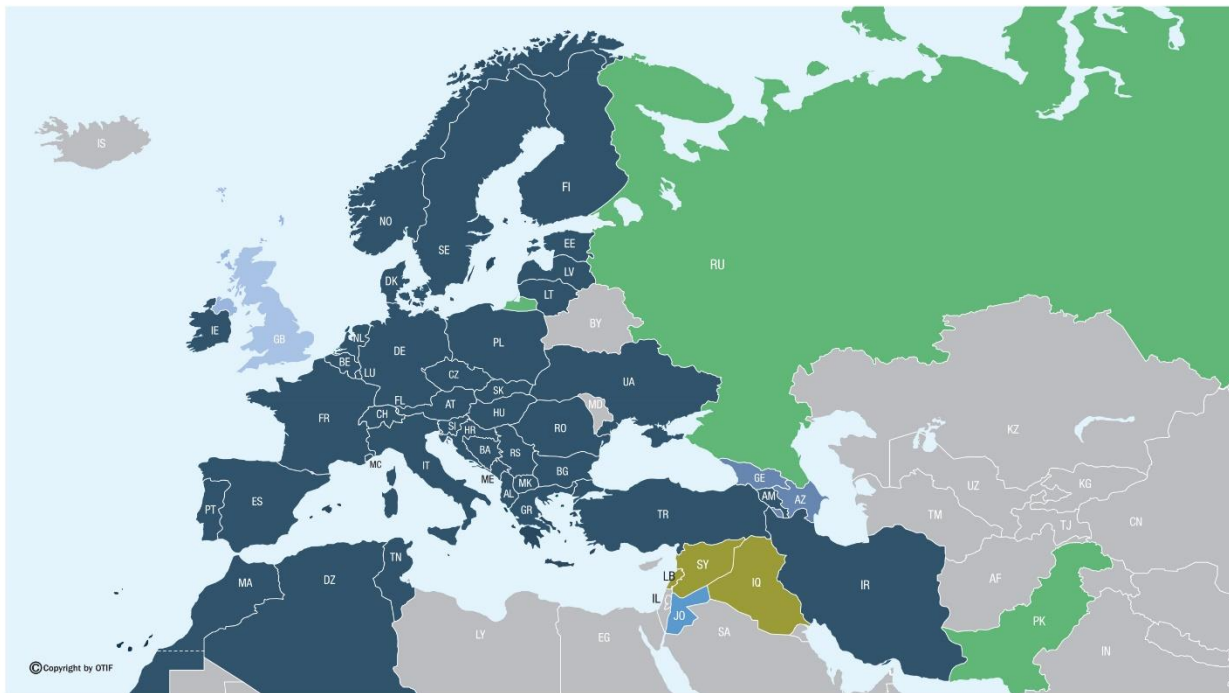 IS
NO
SE
FI
RU
EE
LV
LT
DK
IE
GB
NL
BE
LU
DE
PL
BY
CZ
SK
UA
FL
AT
MD
FR
CH
HU
RO
SI
HR
BA
RS
KZ
MC
IT
ME
BG
MK
AL
GR
PT
ES
TR
GE
AM
AZ
UZ
KG
TM
TJ
CN
TN
MA
DZ
SY
LB
IQ
IR
AF
IL
JO
PK
LY
EG
SA
IN
©Copyright by OTIF